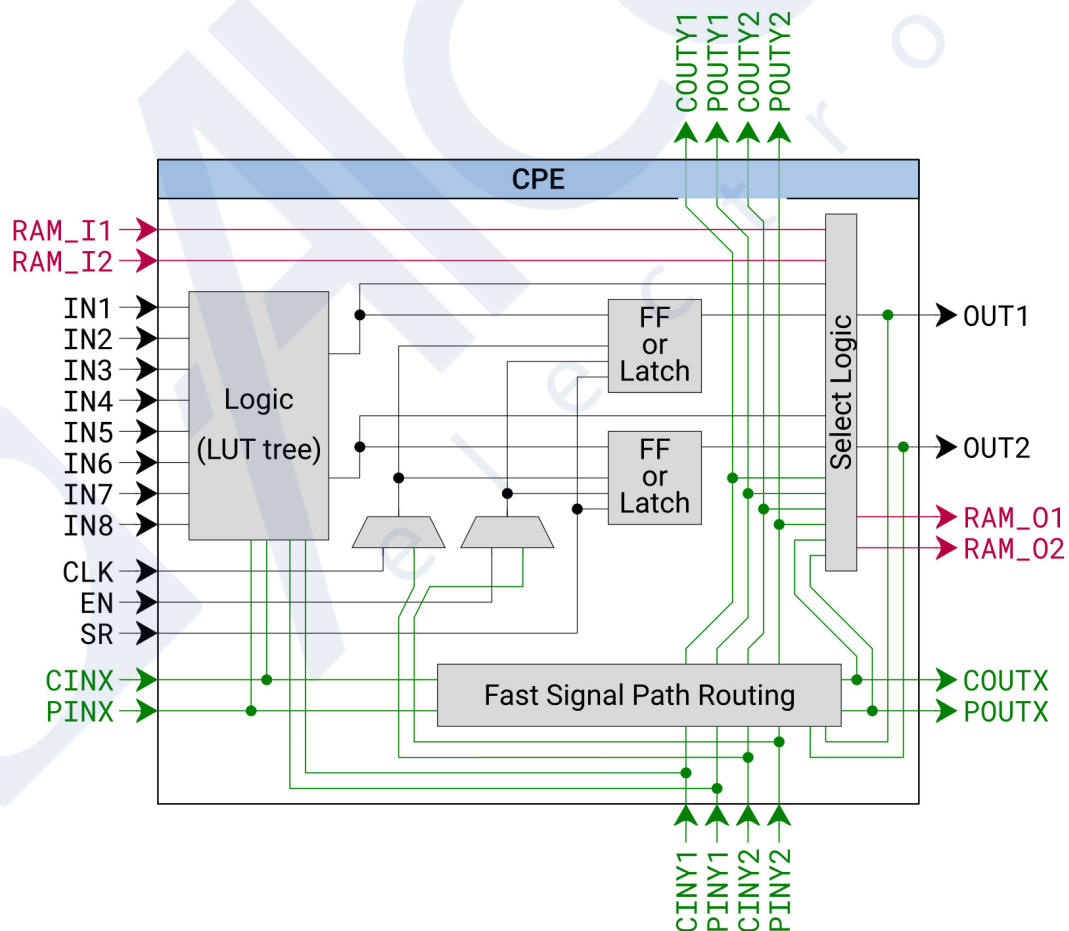 COUTY1
POUTY1
COUTY2
POUTY2
CPE
RAM_I1
RAM_I2
IN1
IN2
IN3
IN4
IN5
IN6
IN7
IN8
CLK
EN
SR
CINX
PINX
Logic
(LUT tree)
FF
or
Latch
FF
or
Latch
Select Logic
Fast Signal Path Routing
OUT1
OUT2
RAM_O1
RAM_O2
COUTX
POUTX
CINY1
PINY1
CINY2
PINY2
e l e c t r o